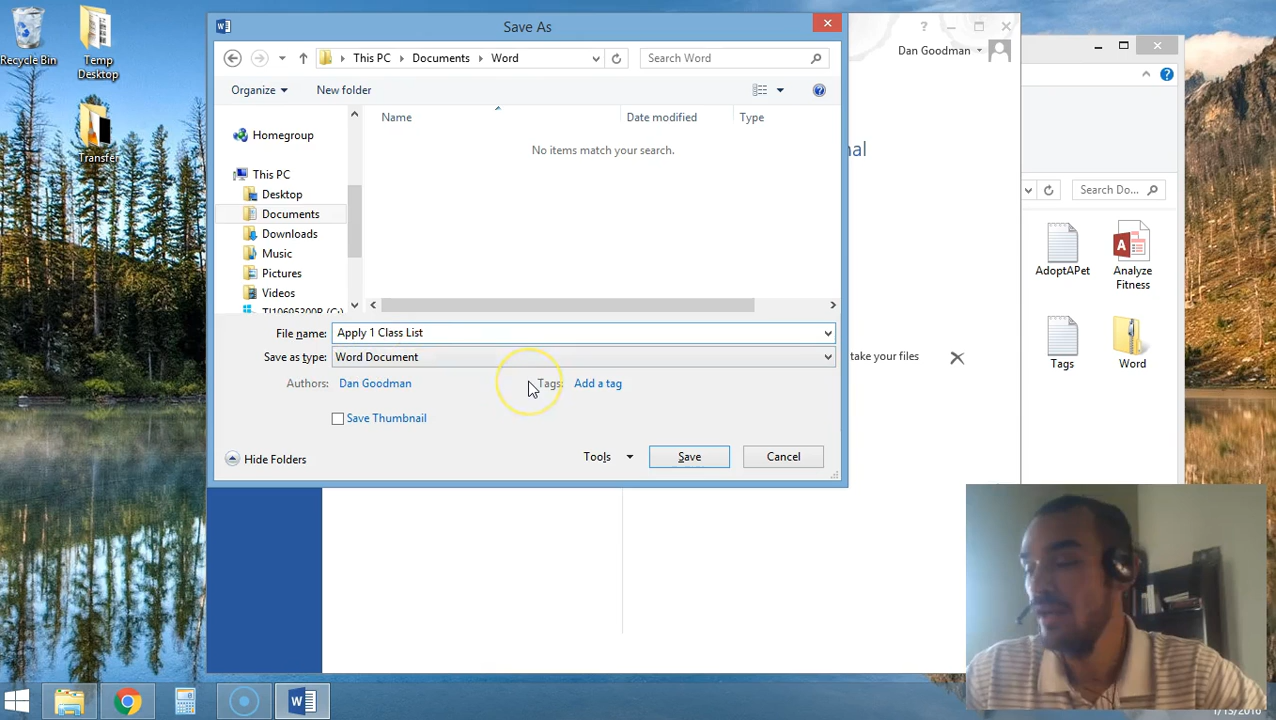 Recycle Bin
Temp
Desktop
Transfer
Save As
This PC
Documents
Word
Search Word
Organize
New folder
Homegroup
This PC
Desktop
Documents
Downloads
Music
Pictures
Videos
Name
Date modified
Type
No items match your search.
File name:
Apply 1 Class List
Save as type:
Word Document
Authors:
Dan Goodman
Tags:
Add a tag
Save Thumbnail
Hide Folders
Tools
Save
Cancel
?
Dan Goodman
nal
take your files
Search Do...
AdoptAPet
Analyze
Fitness
Tags
Word